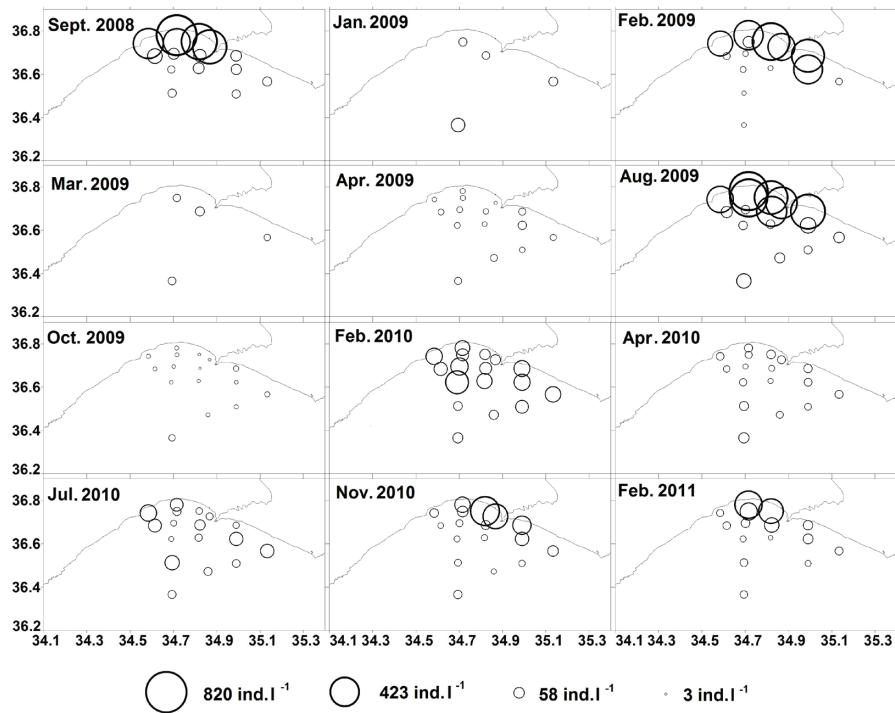 Sept. 2008
Jan. 2009
Feb. 2009
36.8
36.6
36.4
36.2
Mar. 2009
Apr. 2009
Aug. 2009
36.8
36.6
36.4
36.2
Oct. 2009
Feb. 2010
Apr. 2010
36.8
36.6
36.4
36.2
Jul. 2010
Nov. 2010
Feb. 2011
36.8
36.6
36.4
36.2
34.1 34.3 34.5 34.7 34.9 35.1 34.1 34.3 34.5 34.7 34.9 35.1 34.1 34.3 34.5 34.7 34.9 35.1 35.3
820 ind.l -1 423 ind.l -1 58 ind.l -1 3 ind.l -1